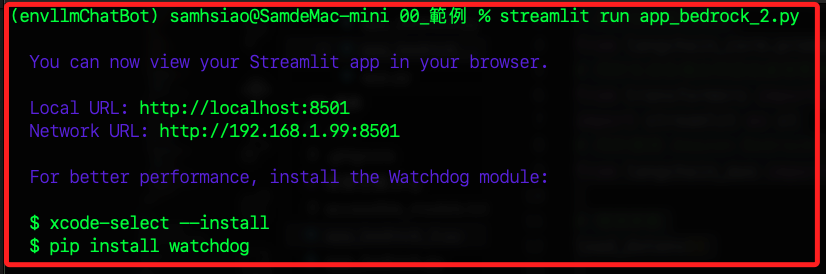 (envllmChatBot) samhsiao@SamdeMac-mini 00_範例 % streamlit run app_bedrock_2.py
You can now view your Streamlit app in your browser.
Local URL: http://localhost:8501
Network URL: http://192.168.1.99:8501
For better performance, install the Watchdog module:
$ xcode-select --install
$ pip install watchdog